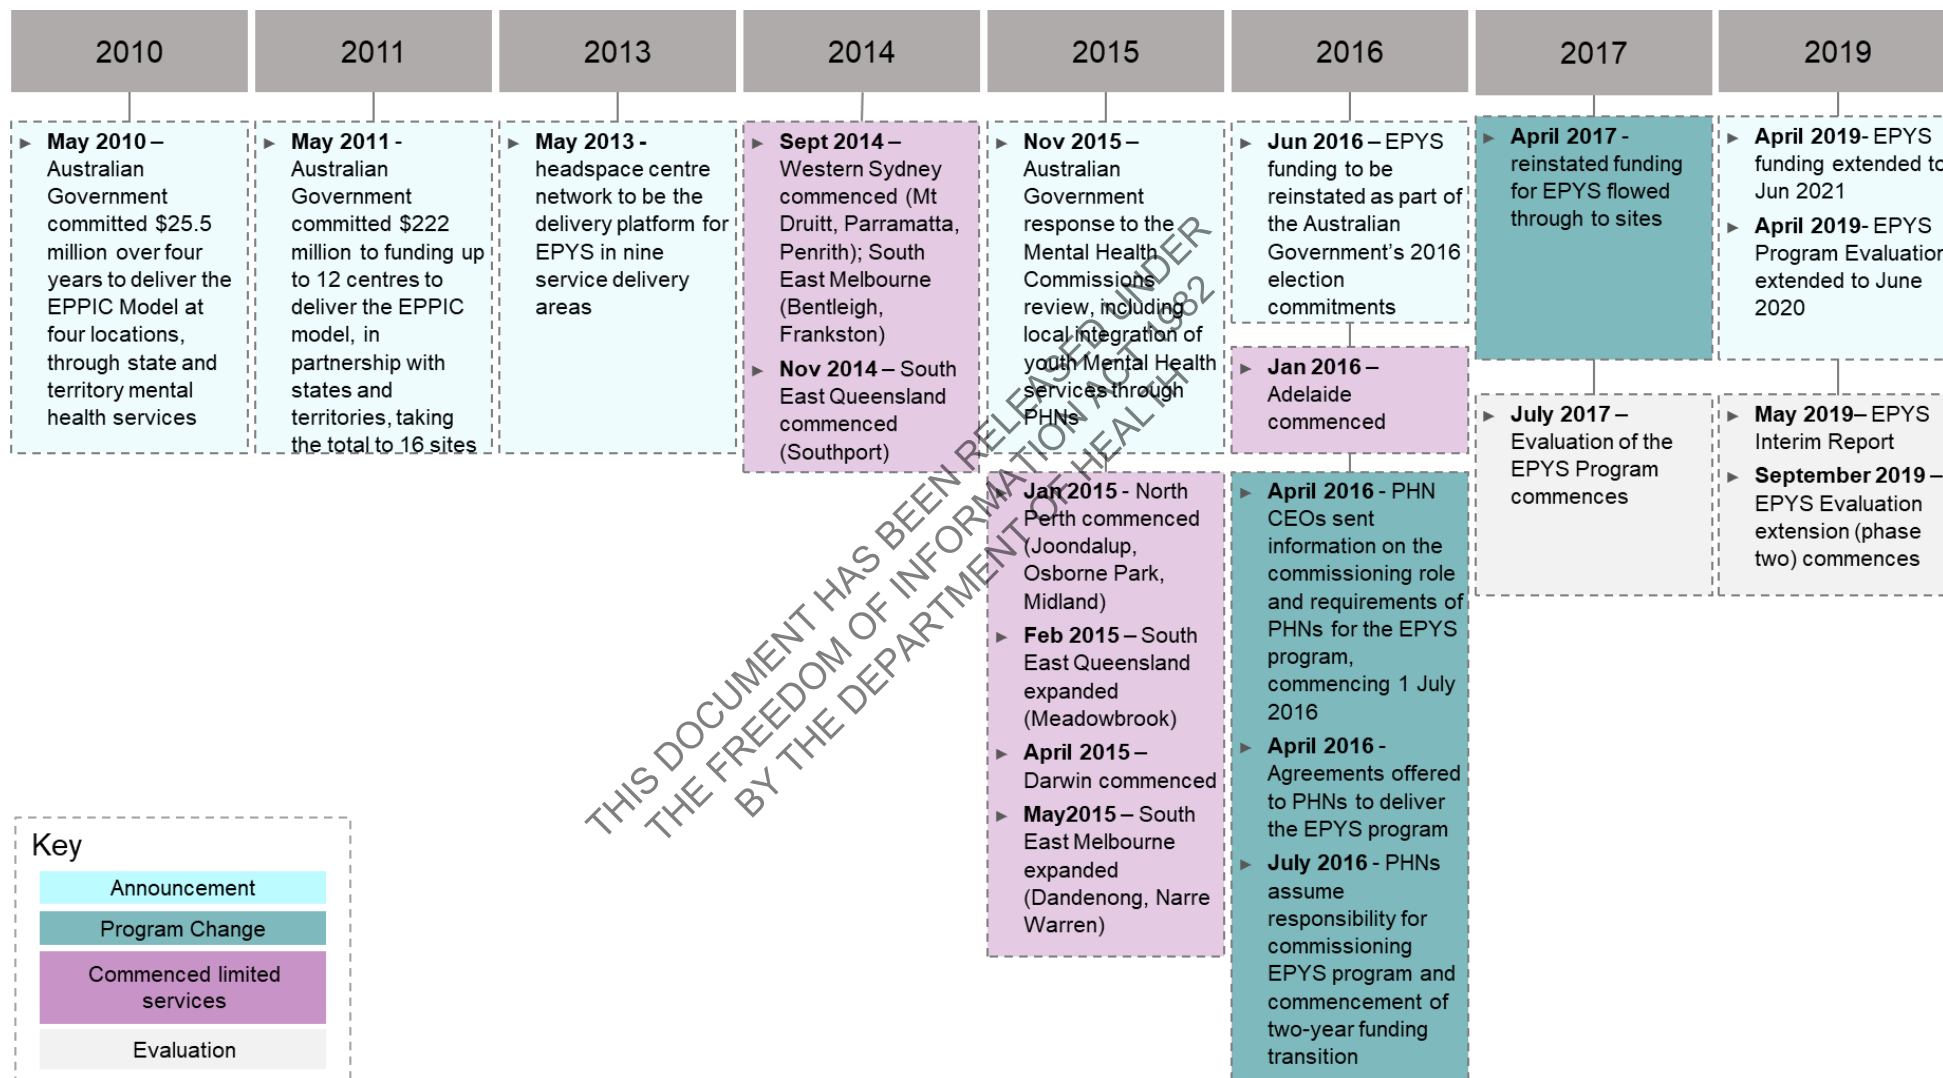 2010
2011
2013
2014
2015
2016
2017
2019
► May 2010 –
Australian
Government
committed $25.5
million over four
years to deliver the
EPPIC Model at
four locations,
through state and
territory mental
health services
► May 2011 -
Australian
Government
committed $222
million to funding up
to 12 centres to
deliver the EPPIC
model, in
partnership with
states and
territories, taking
the total to 16 sites
► May 2013 -
headspace centre
network to be the
delivery platform for
EPYS in nine
service delivery
areas
► Sept 2014 –
Western Sydney
commenced (Mt
Druitt, Parramatta,
Penrith); South
East Melbourne
(Bentleigh,
Frankston)
► Nov 2014 – South
East Queensland
commenced
(Southport)
► Nov 2015 –
Australian
Government
response to the
Mental Health
Commissions
review, including
local integration of
youth Mental Health
services through
PHNs
► Jan 2015 - North
Perth commenced
(Joondalup,
Osborne Park,
Midland)
► Feb 2015 – South
East Queensland
expanded
(Meadowbrook)
► April 2015 –
Darwin commenced
► May2015 – South
East Melbourne
expanded
(Dandenong, Narre
Warren)
► Jun 2016 – EPYS
funding to be
reinstated as part of
the Australian
Government's 2016
election
commitments
► Jan 2016 –
Adelaide
commenced
► April 2016 - PHN
CEOs sent
information on the
commissioning role
and requirements of
PHNs for the EPYS
program,
commencing 1 July
2016
► April 2016 -
Agreements offered
to PHNs to deliver
the EPYS program
► July 2016 - PHNs
assume
responsibility for
commissioning
EPYS program and
commencement of
two-year funding
transition
► April 2017 -
reinstated funding
for EPYS flowed
through to sites
► July 2017 –
Evaluation of the
EPYS Program
commences
► April 2019- EPYS
funding extended to
Jun 2021
► April 2019- EPYS
Program Evaluation
extended to June
2020
► May 2019– EPYS
Interim Report
► September 2019 –
EPYS Evaluation
extension (phase
two) commences
THIS DOCUMENT HAS BEEN RELEASED UNDER
THE FREEDOM OF INFORMATION ACT 1982
BY THE DEPARTMENT OF HEALTH
Key
Announcement
Program Change
Commenced limited
services
Evaluation